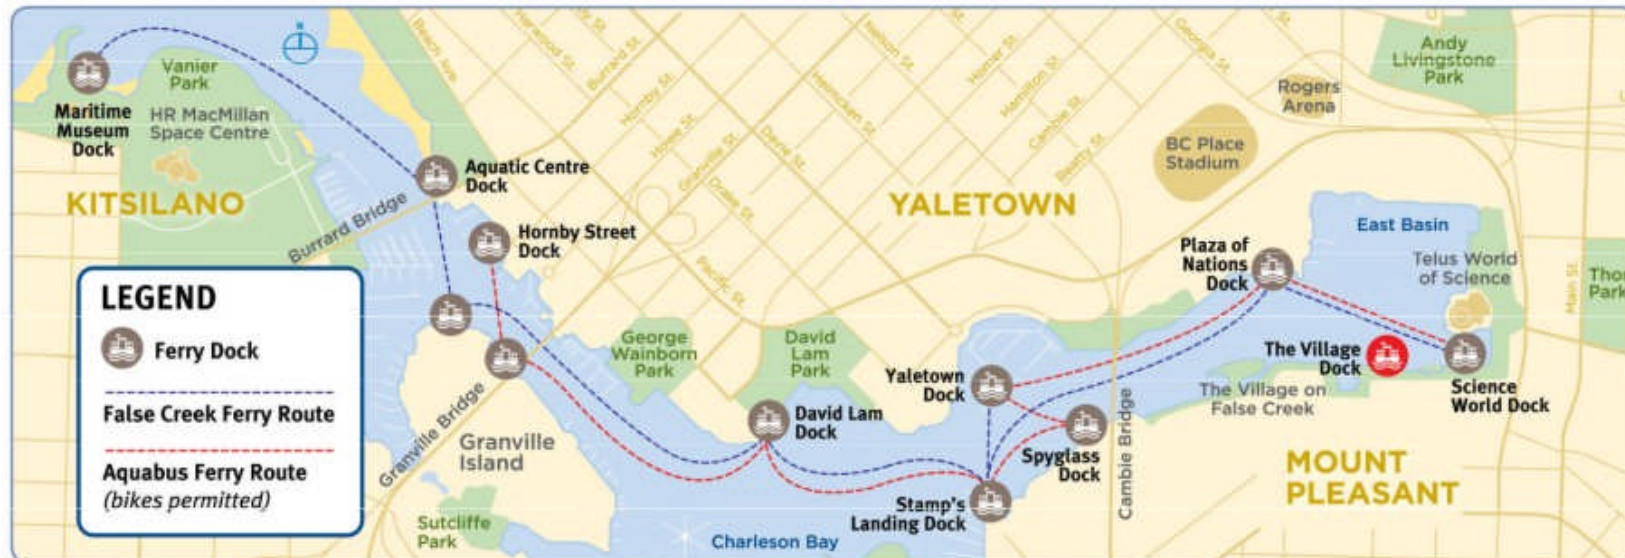 Vanier
Park
Maritime
Museum
Dock
HR MacMillan
Space Centre
KITSILANO
Burrard Bridge
Aquatic Centre
Dock
Hornby Street
Dock
LEGEND
Ferry Dock
False Creek Ferry Route
Aquabus Ferry Route
(bikes permitted)
Beach Ave.
Harwood St.
Burrard St.
Hornby St.
Howe St.
Granville St.
Drake St.
Davie St.
Helmcken St.
Nelson St.
Homer St.
Hamilton St.
Cambie St.
Beatty St.
Georgia St.
Pacific St.
YALETOWN
Andy
Livingstone
Park
Rogers
Arena
BC Place
Stadium
East Basin
Plaza of
Nations
Dock
Telus World
of Science
Main St.
Granville Bridge
Granville
Island
Sutcliffe
Park
George
Wainborn
Park
David
Lam
Park
David Lam
Dock
Yaletown
Dock
Spyglass
Dock
Stamp's
Landing Dock
Charleson Bay
Cambie Bridge
The Village
Dock
The Village on
False Creek
Science
World Dock
MOUNT
PLEASANT
Park